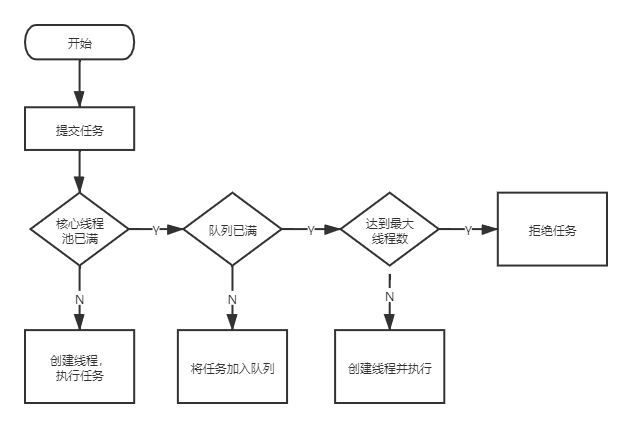 开始
提交任务
核心线程
池已满
Y
队列已满
Y
达到最大
线程数
Y
拒绝任务
N
N
N
创建线程，
执行任务
将任务加入队列
创建线程并执行